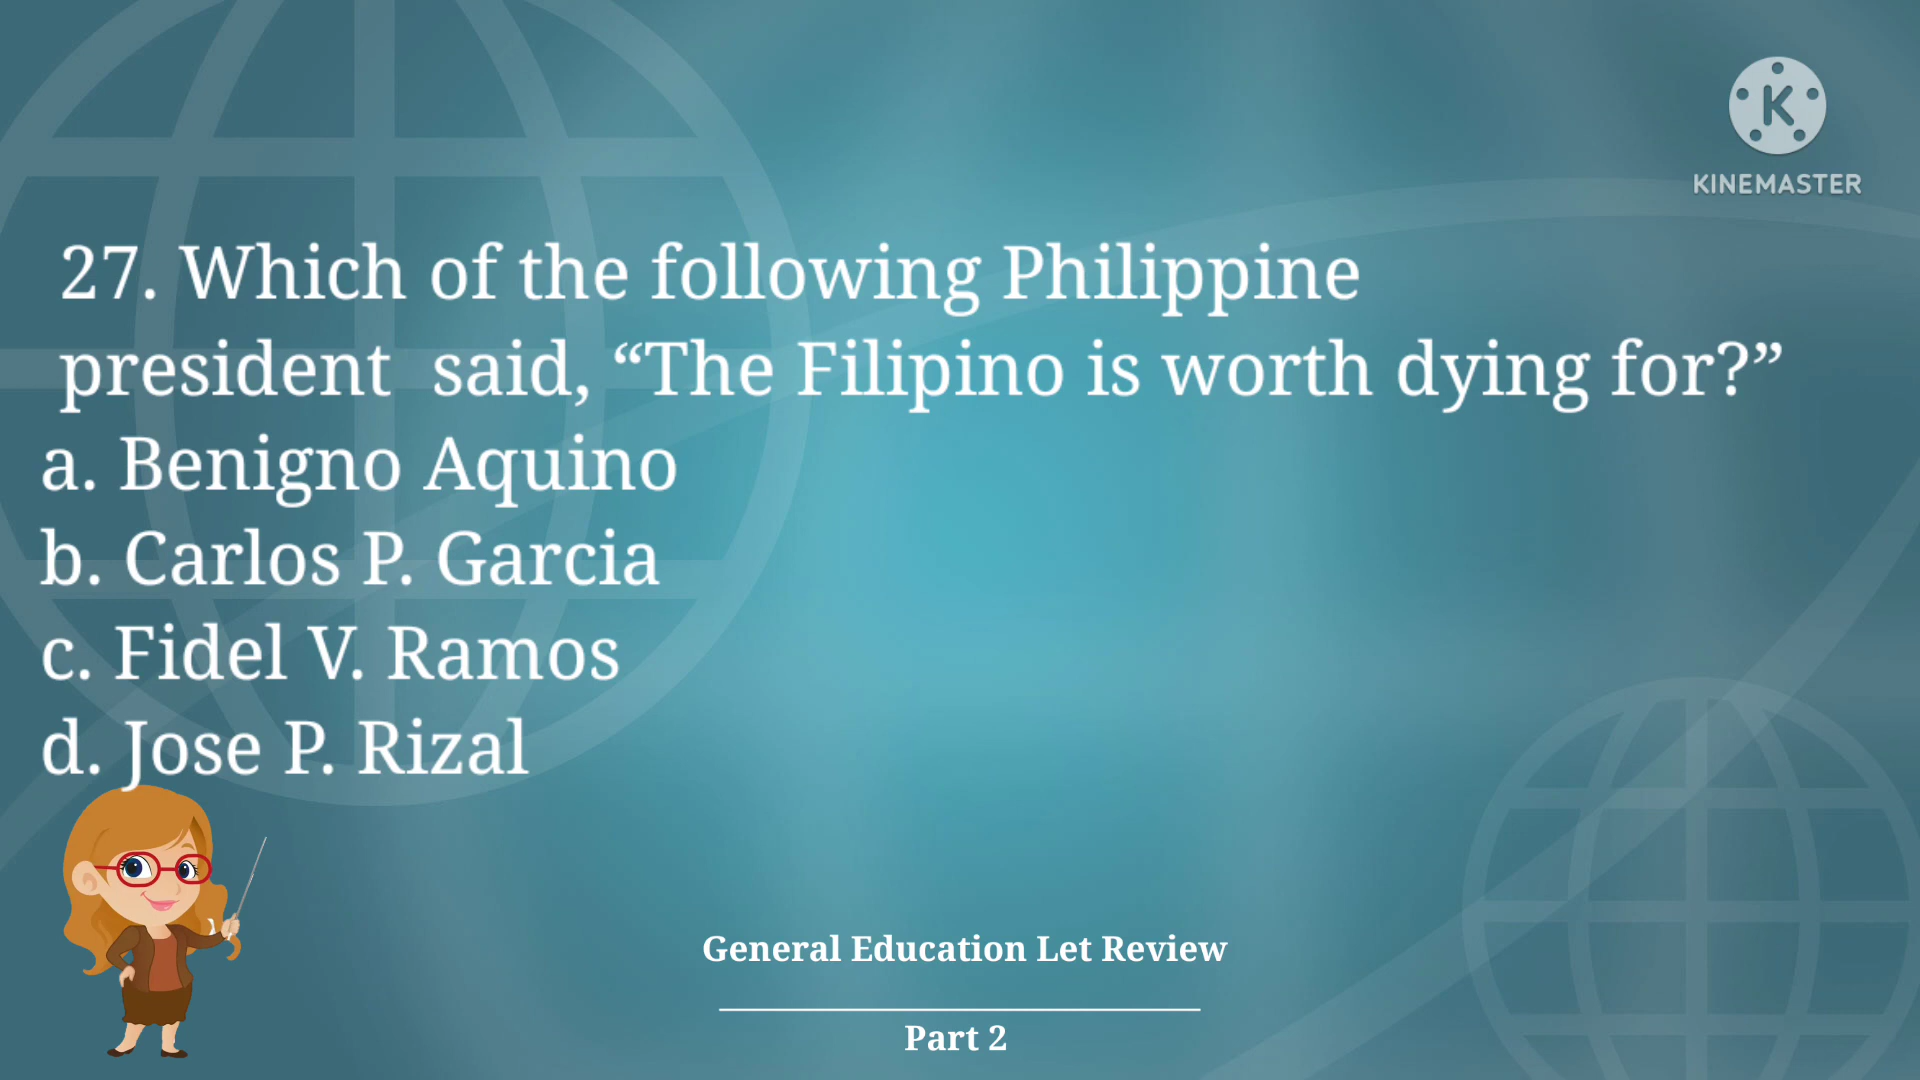 KINEMASTER
27. Which of the following Philippine
president said, “The Filipino is worth dying for?”
a. Benigno Aquino
b. Carlos P. Garcia
c. Fidel V. Ramos
d. Jose P. Rizal
General Education Let Review
Part 2